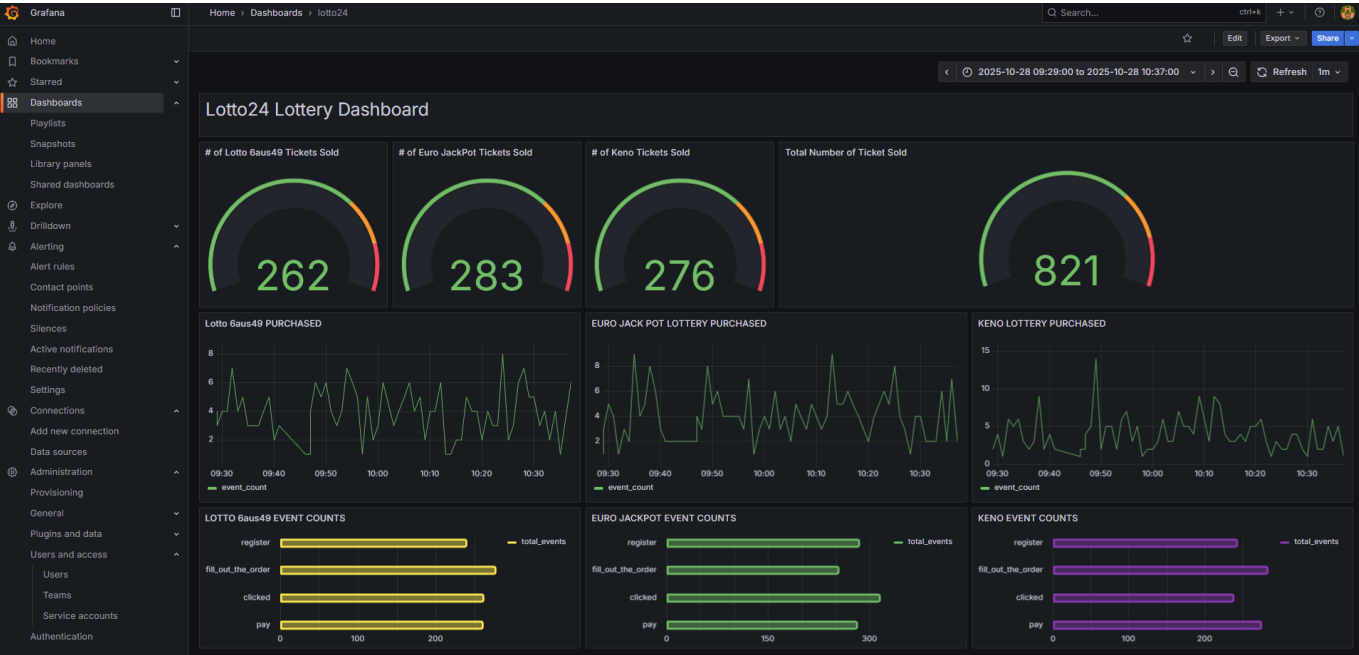 Grafana
Home › Dashboards › lotto24
Search...
ctrl+k
Home
Bookmarks
Starred
Dashboards
Playlists
Snapshots
Library panels
Shared dashboards
Explore
Drilldown
Alerting
Alert rules
Contact points
Notification policies
Silences
Active notifications
Recently deleted
Settings
Connections
Add new connection
Data sources
Administration
Provisioning
General
Plugins and data
Users and access
Users
Teams
Service accounts
Authentication
Edit
Export
Share
2025-10-28 09:29:00 to 2025-10-28 10:37:00
Refresh
1m
Lotto24 Lottery Dashboard
# of Lotto 6aus49 Tickets Sold
262
# of Euro JackPot Tickets Sold
283
# of Keno Tickets Sold
276
Total Number of Ticket Sold
821
Lotto 6aus49 PURCHASED
8
6
4
2
09:30 09:40 09:50 10:00 10:10 10:20 10:30
event_count
EURO JACK POT LOTTERY PURCHASED
8
6
4
2
09:30 09:40 09:50 10:00 10:10 10:20 10:30
event_count
KENO LOTTERY PURCHASED
15
10
5
0
09:30 09:40 09:50 10:00 10:10 10:20 10:30
event_count
LOTTO 6aus49 EVENT COUNTS
register
fill_out_the_order
clicked
pay
0 100 200
total_events
EURO JACKPOT EVENT COUNTS
register
fill_out_the_order
clicked
pay
0 150 300
total_events
KENO EVENT COUNTS
register
fill_out_the_order
clicked
pay
0 100 200
total_events